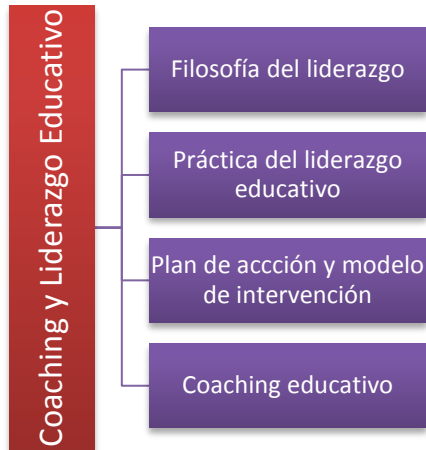 Coaching y Liderazgo Educativo
Filosofía del liderazgo
Práctica del liderazgo
educativo
Plan de accción y modelo
de intervención
Coaching educativo